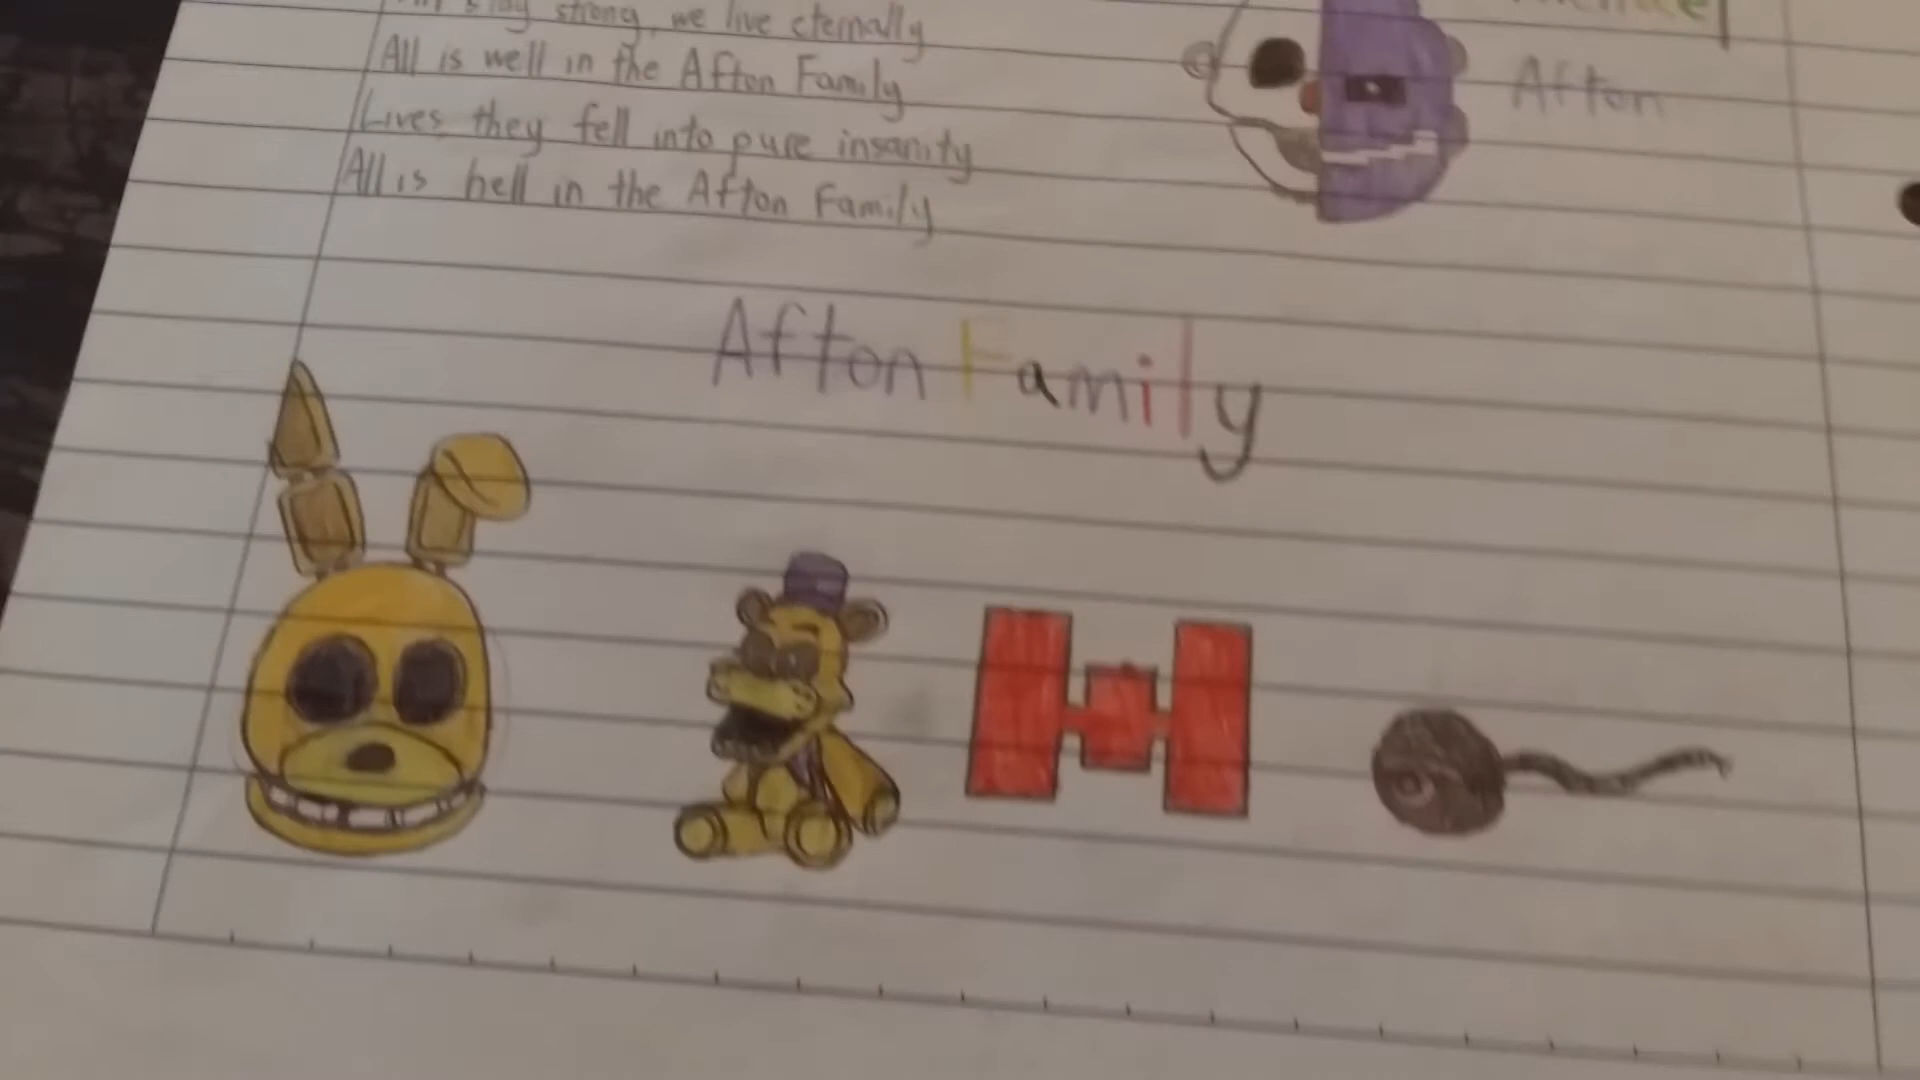 stay strong, we live eternally
All is well in the Afton Family
Lives they fell into pure insanity
All is hell in the Afton Family
Afton
Afton Family